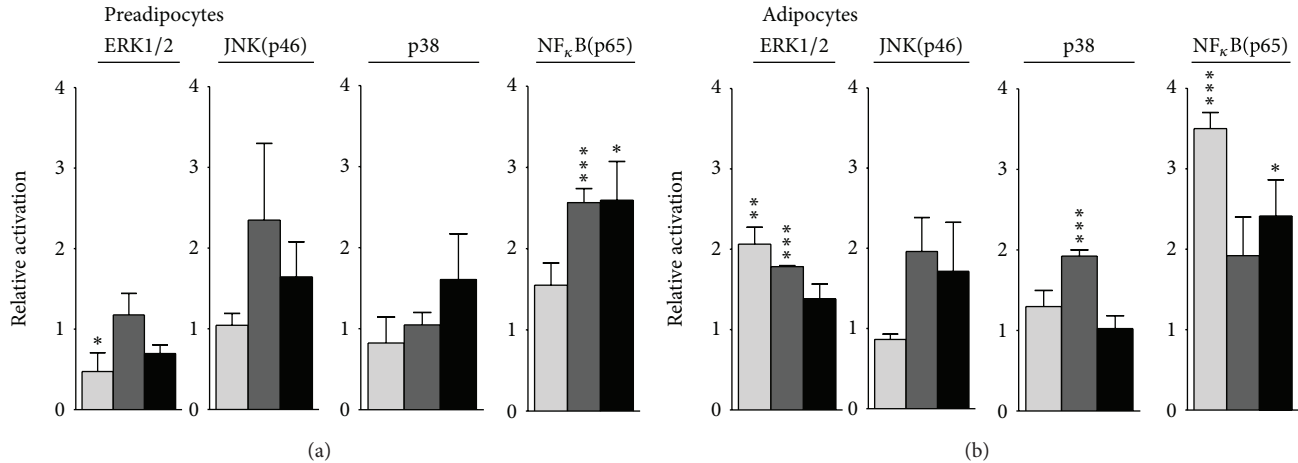 Preadipocytes
ERK1/2 JNK(p46) p38 NFκB(p65)
Relative activation
4 4 4 4
3 3 3 3
2 2 2 2
1 1 1 1
0 0 0 0
* *** *
(a)
Adipocytes
ERK1/2 JNK(p46) p38 NFκB(p65)
Relative activation
4 4 4 4
3 3 3 3
2 2 2 2
1 1 1 1
0 0 0 0
** *** *** *** *
(b)